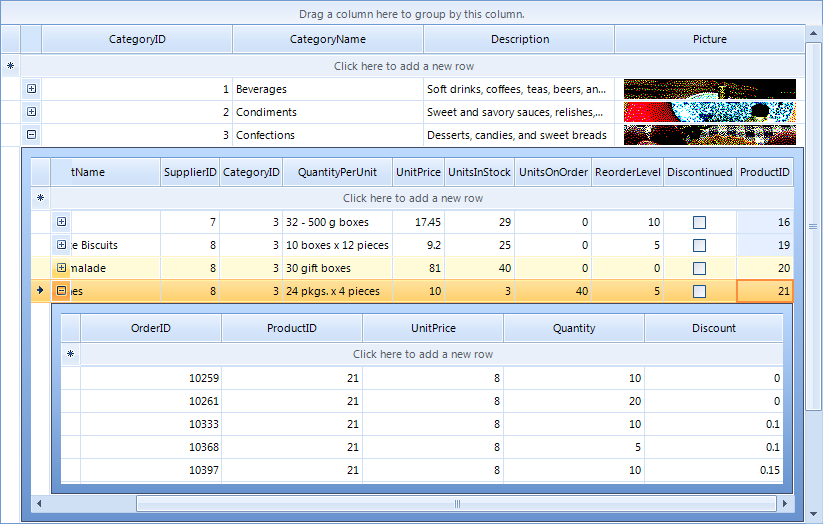 Drag a column here to group by this column.
CategoryID CategoryName Description Picture
Click here to add a new row
1 Beverages Soft drinks, coffees, teas, beers, an...
2 Condiments Sweet and savory sauces, relishes,...
3 Confections Desserts, candies, and sweet breads
tName SupplierID CategoryID QuantityPerUnit UnitPrice UnitsInStock UnitsOnOrder ReorderLevel Discontinued ProductID
Click here to add a new row
7 3 32 - 500 g boxes 17.45 29 0 10 16
te Biscuits 8 3 10 boxes x 12 pieces 9.2 25 0 5 19
malade 8 3 30 gift boxes 81 40 0 0 20
nes 8 3 24 pkgs. x 4 pieces 10 3 40 5 21
OrderID ProductID UnitPrice Quantity Discount
Click here to add a new row
10259 21 8 10 0
10261 21 8 20 0
10333 21 8 10 0.1
10368 21 8 5 0.1
10397 21 8 10 0.15